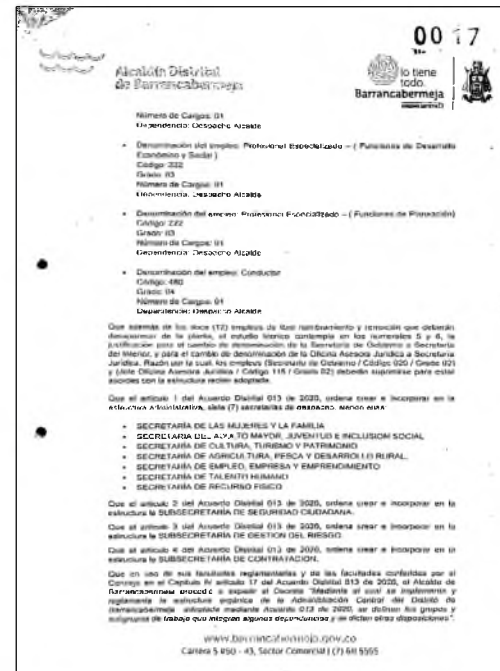 0017
Alcaldía Distrital
de Barrancabermeja
lo tiene
todo.
Barrancabermeja
Número de Cargos: 01
Dependencia: Despacho Alcalde
• Denominación del empleo: Profesional Especializado – ( Funciones de Desarrollo
Económico y Social )
Código: 222
Grado: 03
Número de Cargos: 01
Dependencia: Despacho Alcalde
• Denominación del empleo: Profesional Especializado – ( Funciones de Planeación)
Código: 222
Grado: 03
Número de Cargos: 01
Dependencia: Despacho Alcalde
• Denominación del empleo: Conductor
Código: 480
Grado: 04
Número de Cargos: 01
Dependencia: Despacho Alcalde
Que además de los doce (12) empleos de libre nombramiento y remoción que deberán
desaparecer de la planta, el estudio técnico contempla en los numerales 5 y 6, la
justificación para el cambio de denominación de la Secretaría de Gobierno a Secretaría
del Interior, y para el cambio de denominación de la Oficina Asesora Jurídica a Secretaría
Jurídica. Razón por la cual, los empleos (Secretario de Gobierno / Código 020 / Grado 02)
y (Jefe Oficina Asesora Jurídica / Código 115 / Grado 02) deberán suprimirse para estar
acordes con la estructura recién adoptada.
Que el artículo 1 del Acuerdo Distrital 013 de 2020, ordena crear e incorporar en la
estructura administrativa, siete (7) secretarías de despacho, siendo ellas:
• SECRETARÍA DE LAS MUJERES Y LA FAMILIA
• SECRETARÍA DEL ADULTO MAYOR, JUVENTUD E INCLUSION SOCIAL
• SECRETARÍA DE CULTURA, TURISMO Y PATRIMONIO
• SECRETARÍA DE AGRICULTURA, PESCA Y DESARROLLO RURAL.
• SECRETARÍA DE EMPLEO, EMPRESA Y EMPRENDIMIENTO
• SECRETARÍA DE TALENTO HUMANO
• SECRETARÍA DE RECURSO FISICO
Que el artículo 2 del Acuerdo Distrital 013 de 2020, ordena crear e incorporar en la
estructura la SUBSECRETARÍA DE SEGURIDAD CIUDADANA.
Que el artículo 3 del Acuerdo Distrital 013 de 2020, ordena crear e incorporar en la
estructura la SUBSECRETARÍA DE GESTION DEL RIESGO.
Que el artículo 4 del Acuerdo Distrital 013 de 2020, ordena crear e incorporar en la
estructura la SUBSECRETARÍA DE CONTRATACION.
Que en uso de sus facultades reglamentarias y de las facultades conferidas por el
Concejo en el Capítulo IV artículo 17 del Acuerdo Distrital 013 de 2020, el Alcalde de
Barrancabermeja procede a expedir el Decreto "Mediante el cual se implementa y
reglamenta la estructura orgánica de la Administración Central del Distrito de
Barrancabermeja adoptada mediante Acuerdo 013 de 2020, se definen los grupos y
asignaturas de trabajo que integran algunas dependencias y se dictan otras disposiciones".
www.barrancabermeja.gov.co
Carrera 5 #50 - 43, Sector Comercial | (7) 611 5555